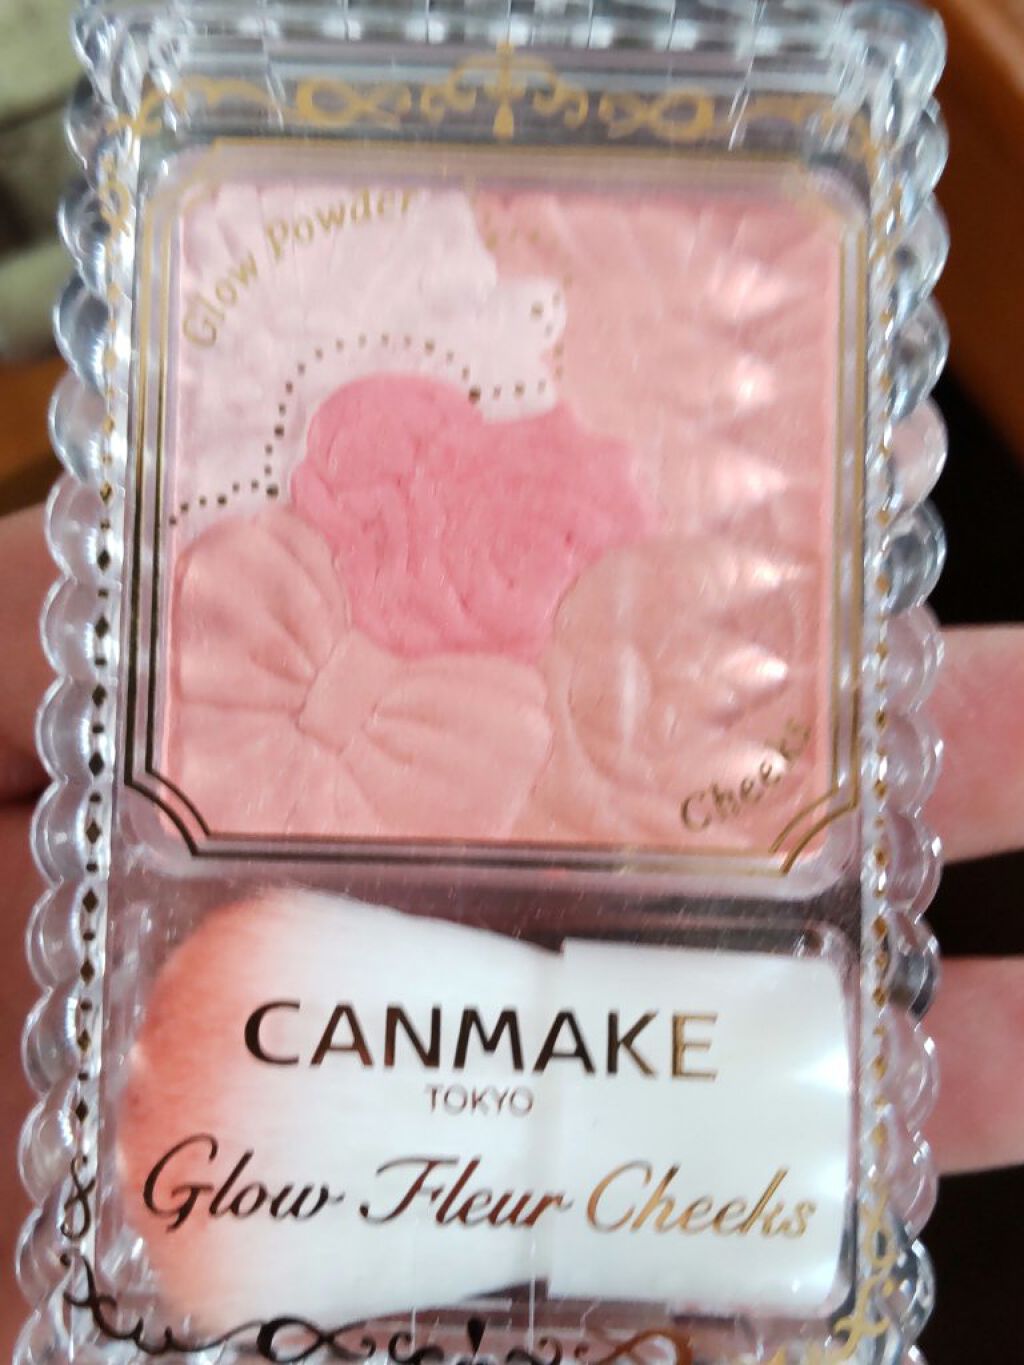 Glow Powder
Cheeks
CANMAKE
TOKYO
Glow Fleur Cheeks